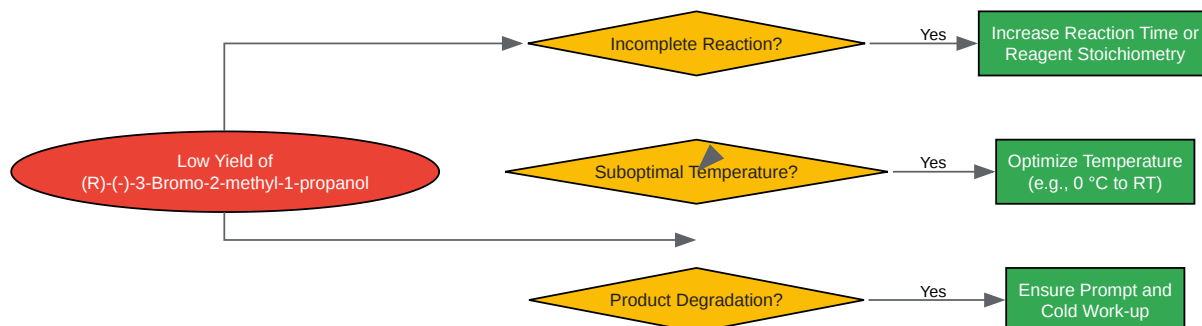 Incomplete Reaction?
Yes
Increase Reaction Time or
Reagent Stoichiometry
Low Yield of
(R)-(-)-3-Bromo-2-methyl-1-propanol
Suboptimal Temperature?
Yes
Optimize Temperature
(e.g., 0 °C to RT)
Product Degradation?
Yes
Ensure Prompt and
Cold Work-up